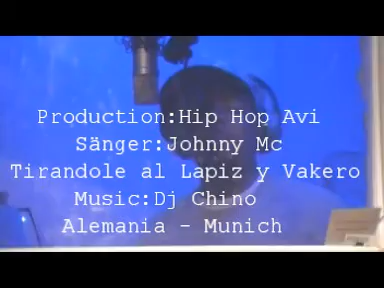 Production:Hip Hop Avi
Sänger:Johnny Mc
Tirandole al Lapiz y Vakero
Music:Dj Chino
Alemania - Munich